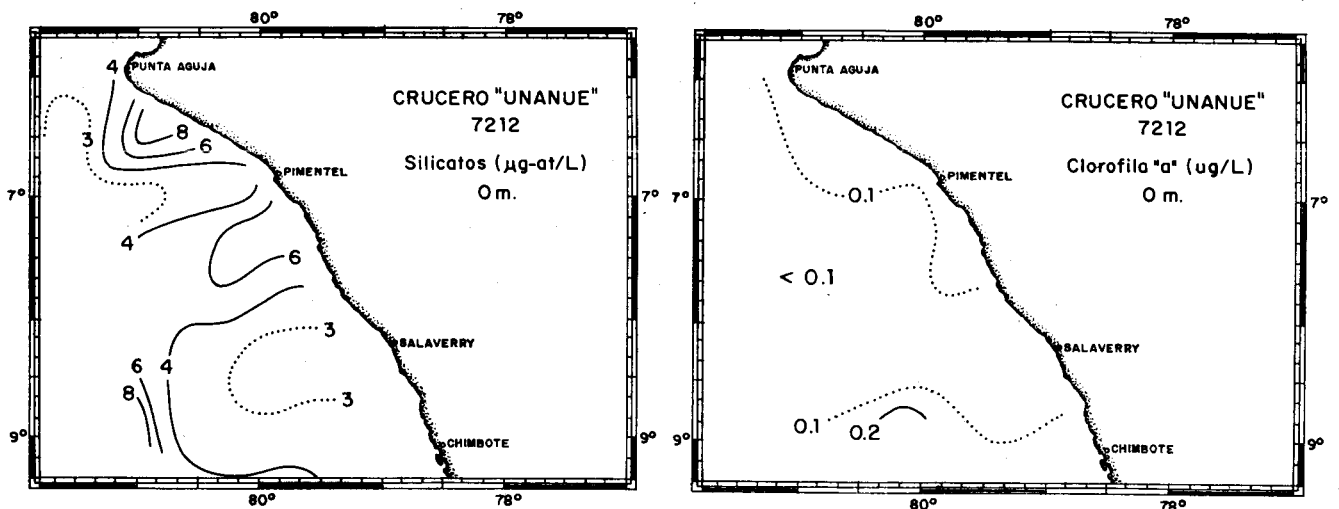 80°
78°
4
PUNTA AGUJA
CRUCERO "UNANUE"
7212
3
8
6
Silicatos (µg-at/L)
0 m.
PIMENTEL
7°
4
6
3
SALAVERRY
6
4
8
3
9°
CHIMBOTE
80°
78°
80°
78°
PUNTA AGUJA
CRUCERO "UNANUE"
7212
Clorofila "a" (ug/L)
0 m.
PIMENTEL
0.1
7°
7°
< 0.1
SALAVERRY
0.1
0.2
9°
9°
CHIMBOTE
80°
78°